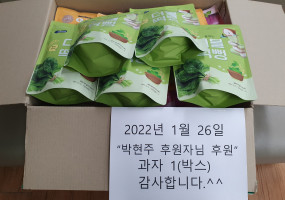 2022년 1월 26일
"박현주 후원자님 후원"
과자 1(박스)
감사합니다.^^